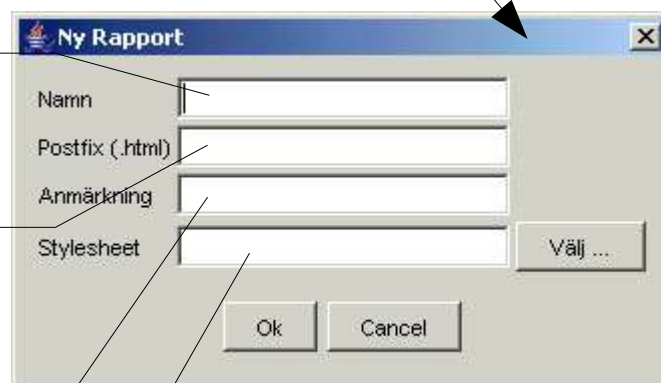 Ny Rapport
Namn
Postfix (.html)
Anmärkning
Stylesheet
Välj ...
Ok
Cancel